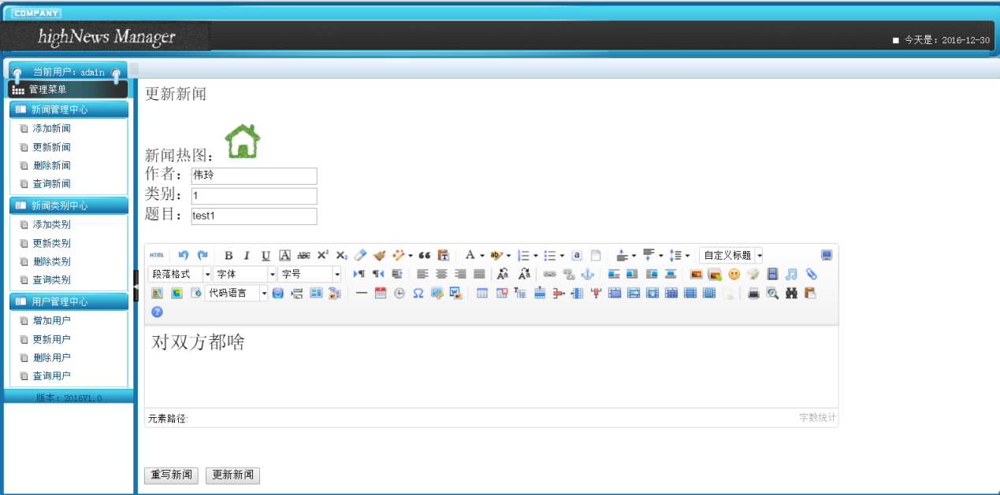 COMPANY
highNews Manager
今天是：2016-12-30
当前用户：admin
管理菜单
新闻管理中心
添加新闻
更新新闻
删除新闻
查询新闻
新闻类别中心
添加类别
更新类别
删除类别
查询类别
用户管理中心
增加用户
更新用户
删除用户
查询用户
版本：2016V1.0
更新新闻
新闻热图：
作者：伟玲
类别：1
题目：test1
HTML B I U A ABC X² X₂ A ab a 自定义标题
段落格式 字体 字号 Aa Aa
代码语言 Ω
对双方都啥
元素路径: 字数统计
重写新闻 更新新闻